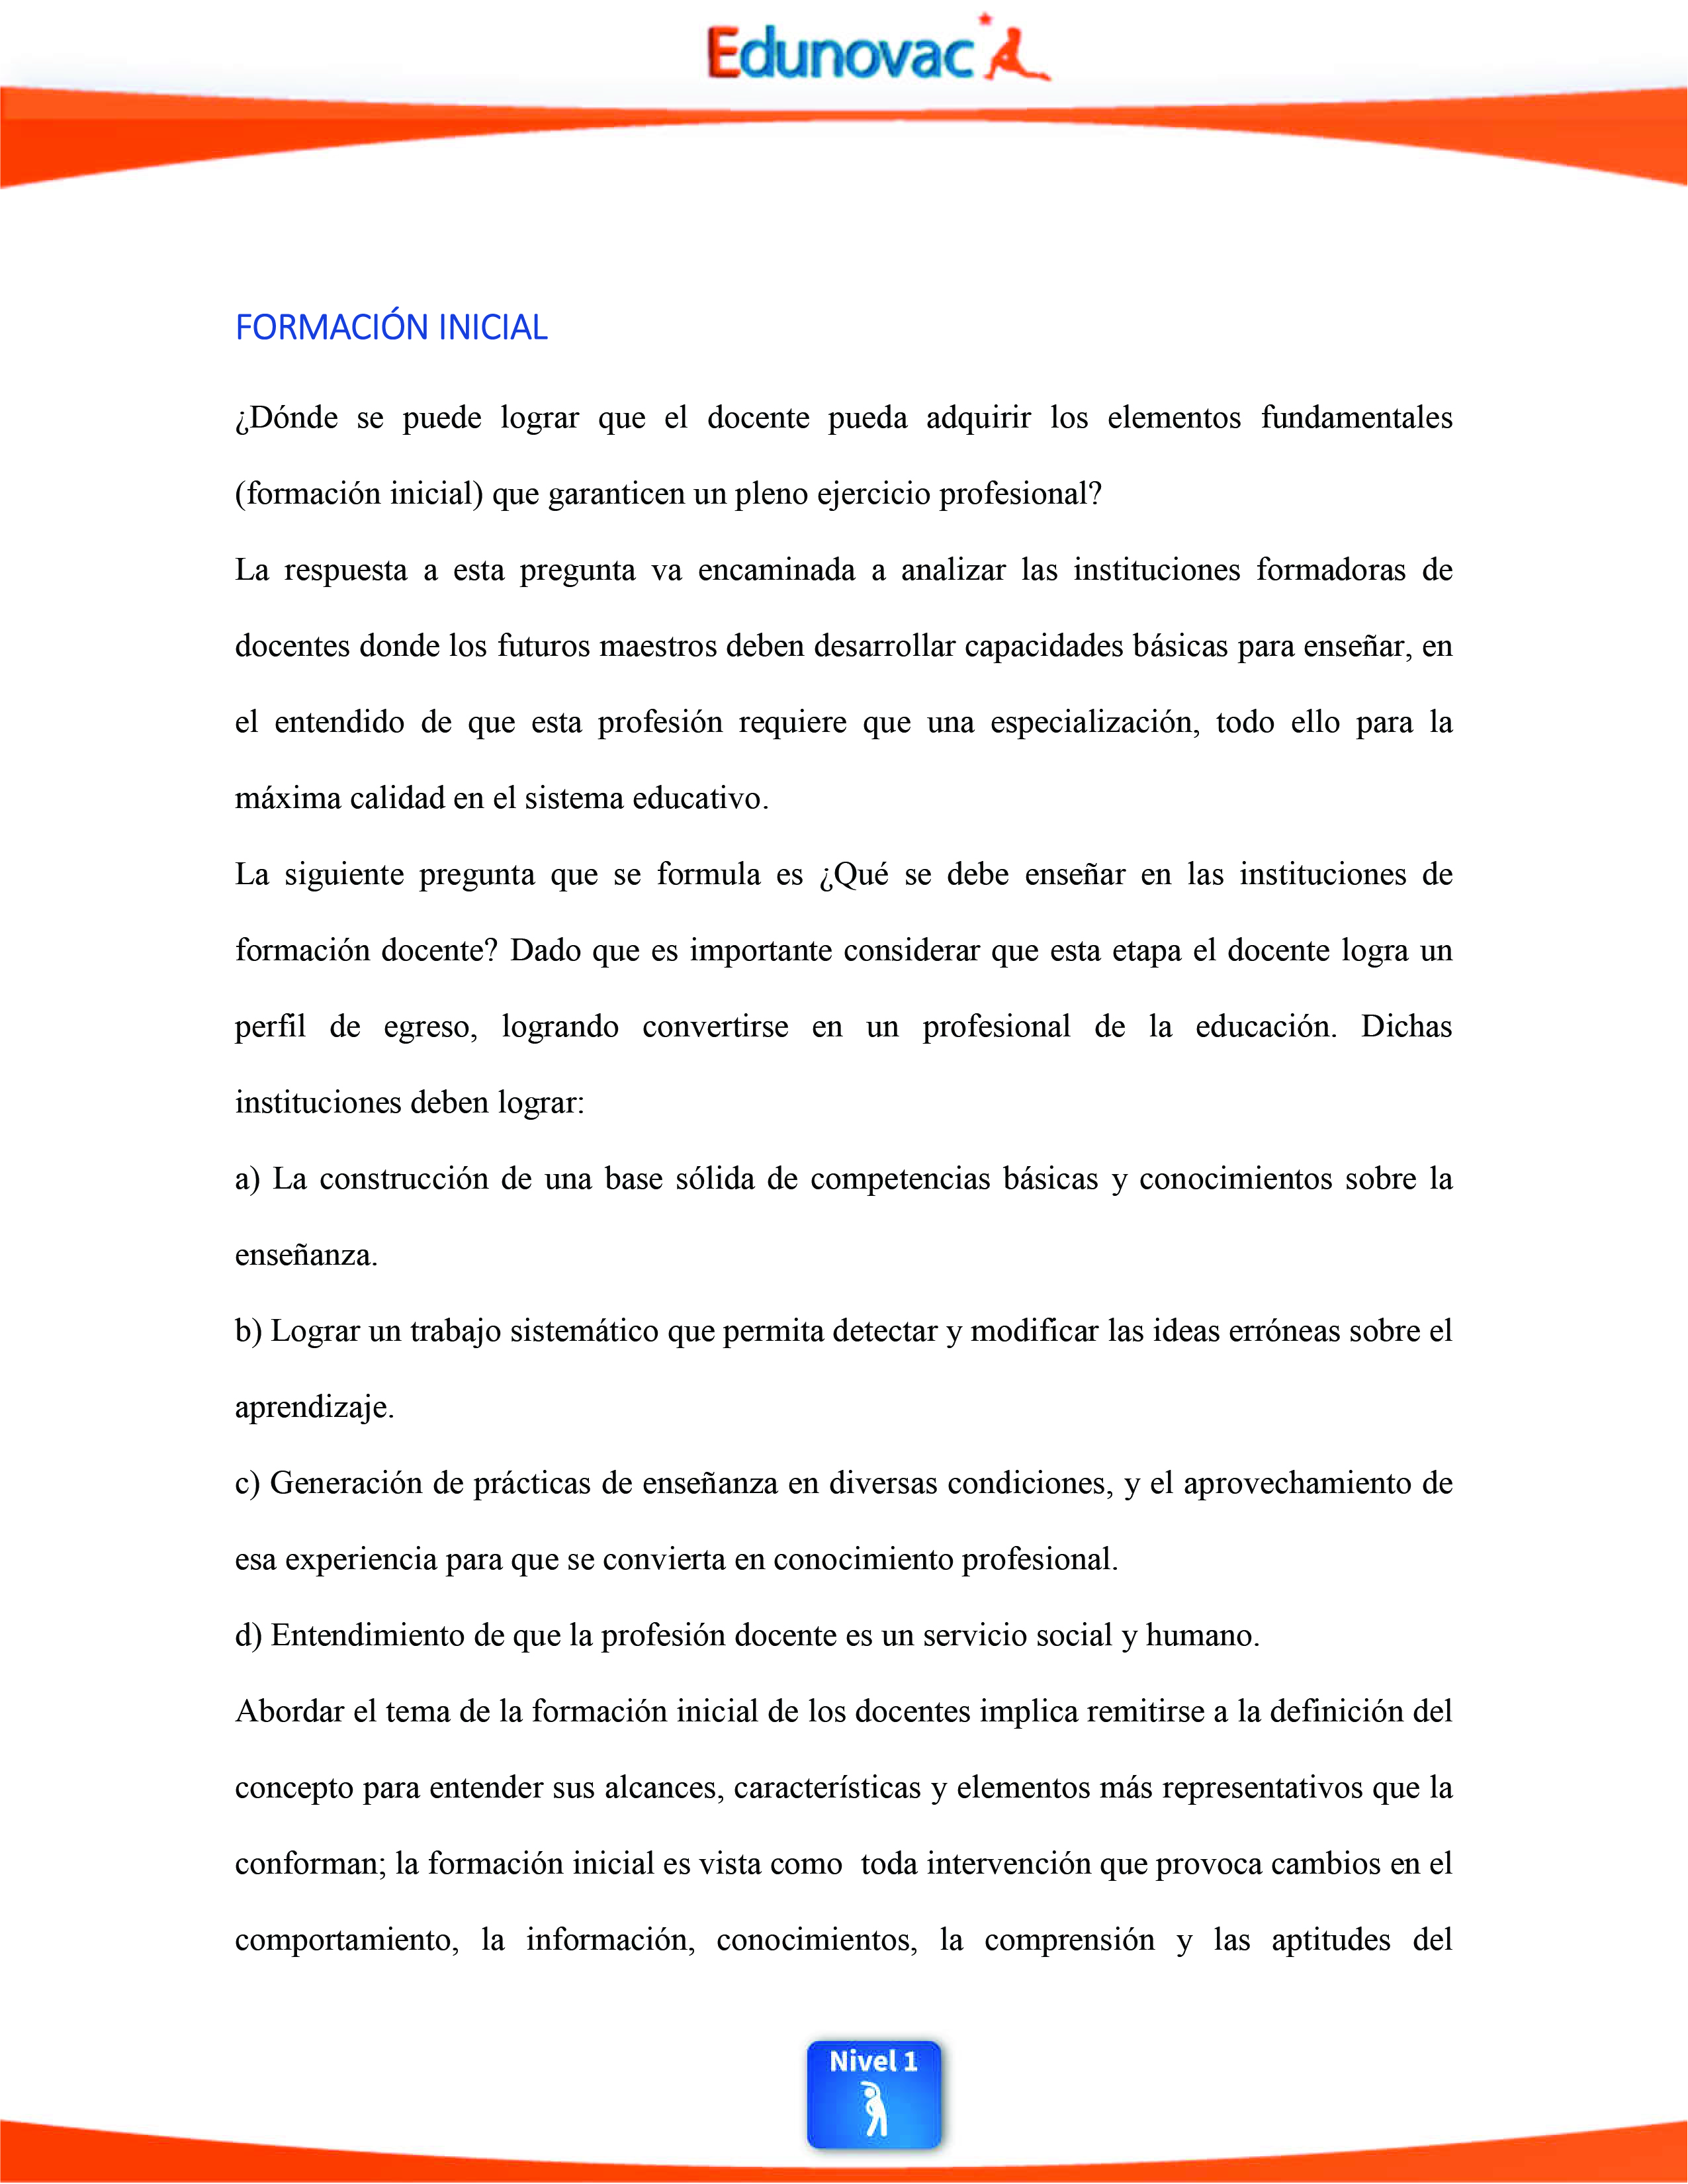 Edunovac
FORMACIÓN INICIAL
¿Dónde se puede lograr que el docente pueda adquirir los elementos fundamentales
(formación inicial) que garanticen un pleno ejercicio profesional?
La respuesta a esta pregunta va encaminada a analizar las instituciones formadoras de
docentes donde los futuros maestros deben desarrollar capacidades básicas para enseñar, en
el entendido de que esta profesión requiere que una especialización, todo ello para la
máxima calidad en el sistema educativo.
La siguiente pregunta que se formula es ¿Qué se debe enseñar en las instituciones de
formación docente? Dado que es importante considerar que esta etapa el docente logra un
perfil de egreso, logrando convertirse en un profesional de la educación. Dichas
instituciones deben lograr:
a) La construcción de una base sólida de competencias básicas y conocimientos sobre la
enseñanza.
b) Lograr un trabajo sistemático que permita detectar y modificar las ideas erróneas sobre el
aprendizaje.
c) Generación de prácticas de enseñanza en diversas condiciones, y el aprovechamiento de
esa experiencia para que se convierta en conocimiento profesional.
d) Entendimiento de que la profesión docente es un servicio social y humano.
Abordar el tema de la formación inicial de los docentes implica remitirse a la definición del
concepto para entender sus alcances, características y elementos más representativos que la
conforman; la formación inicial es vista como  toda intervención que provoca cambios en el
comportamiento, la información, conocimientos, la comprensión y las aptitudes del
Nivel 1